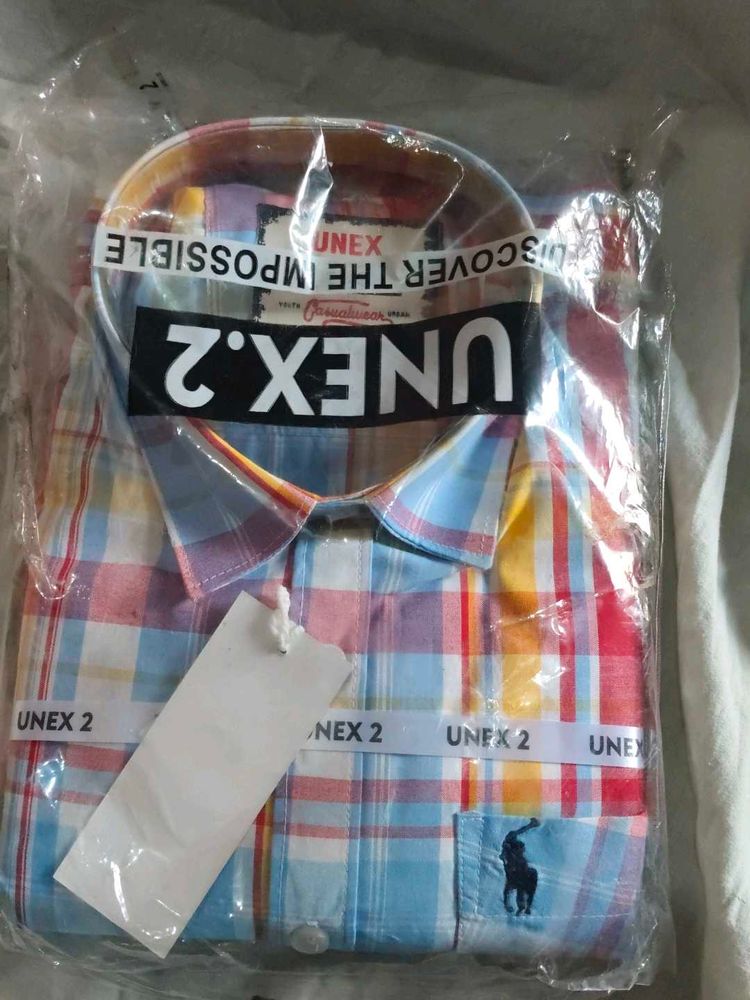 2
UNEX
DISCOVER THE IMPOSSIBLE
YOUTH Casualwear URBAN
UNEX.2
UNEX 2 UNEX 2 UNEX 2 UNEX